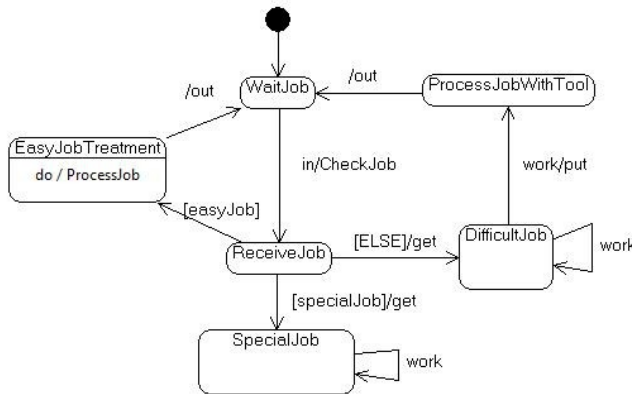 WaitJob
/out
/out
ProcessJobWithTool
EasyJobTreatment
do / ProcessJob
in/CheckJob
work/put
[easyJob]
[ELSE]/get
DifficultJob
work
ReceiveJob
[specialJob]/get
SpecialJob
work